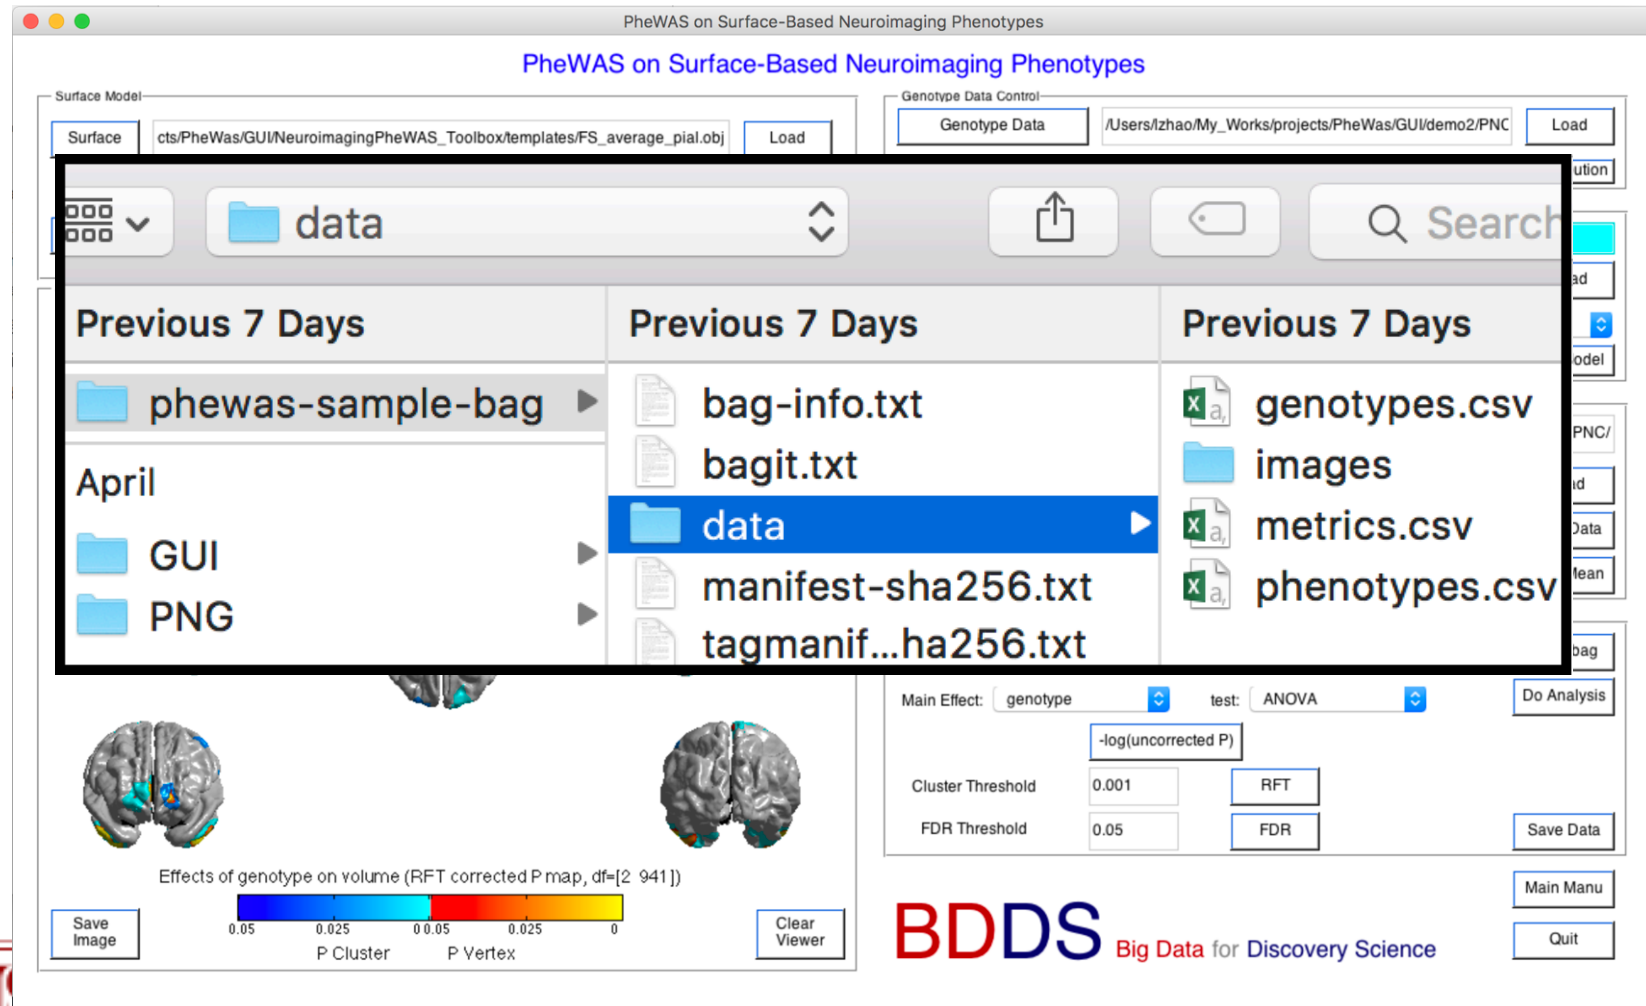 PheWAS on Surface-Based Neuroimaging Phenotypes
PheWAS on Surface-Based Neuroimaging Phenotypes
Surface Model
Surface
cts/PheWas/GUI/NeuroimagingPheWAS_Toolbox/templates/FS_average_pial.obj
Load
Genotype Data Control
Genotype Data
/Users/lzhao/My_Works/projects/PheWas/GUI/demo2/PNC
Load
ution
data
Search
ad
odel
PNC/
ad
Data
Mean
bag
Previous 7 Days
phewas-sample-bag
April
GUI
PNG
Previous 7 Days
bag-info.txt
bagit.txt
data
manifest-sha256.txt
tagmanif...ha256.txt
Previous 7 Days
genotypes.csv
images
metrics.csv
phenotypes.csv
Main Effect: genotype test: ANOVA Do Analysis
-log(uncorrected P)
Cluster Threshold 0.001 RFT
FDR Threshold 0.05 FDR Save Data
Effects of genotype on volume (RFT corrected P map, df=[2 941])
0.05 0.025 0 0.05 0.025 0
P Cluster P Vertex
Save
Image
Clear
Viewer
BDDS Big Data for Discovery Science
Main Manu
Quit